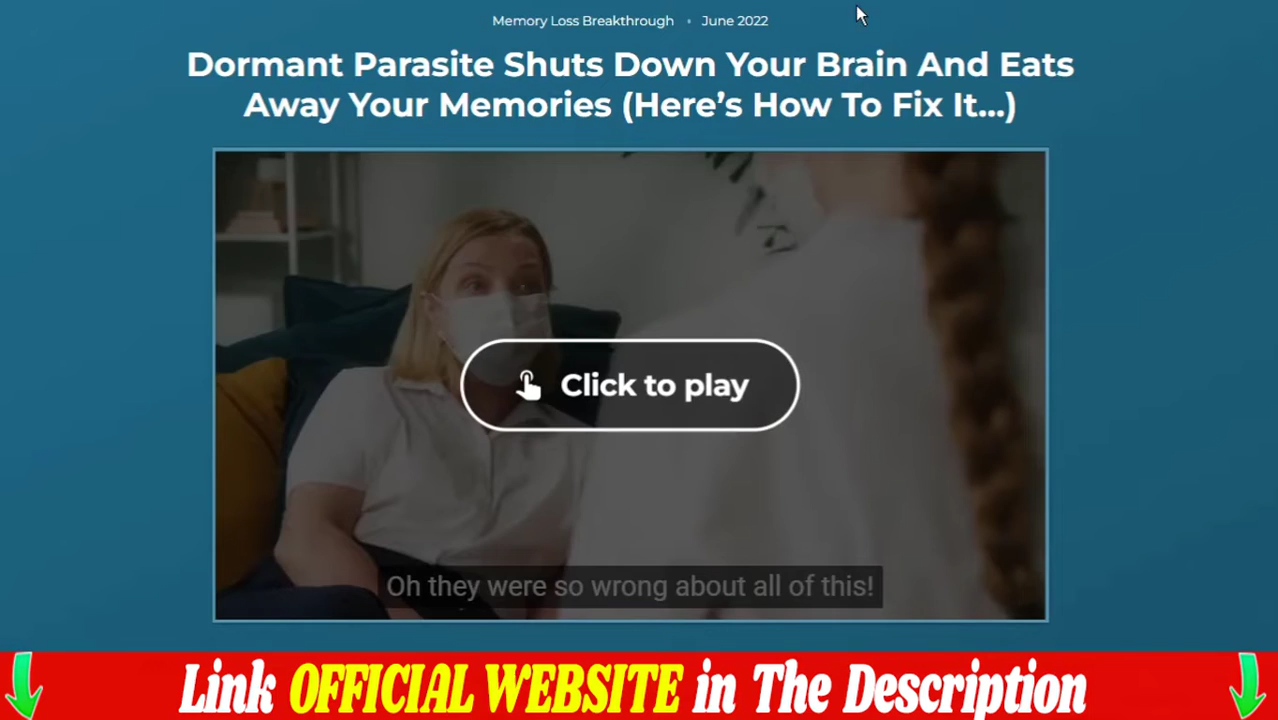 Memory Loss Breakthrough • June 2022
Dormant Parasite Shuts Down Your Brain And Eats
Away Your Memories (Here’s How To Fix It...)
Click to play
Oh they were so wrong about all of this!
Link OFFICIAL WEBSITE in The Description